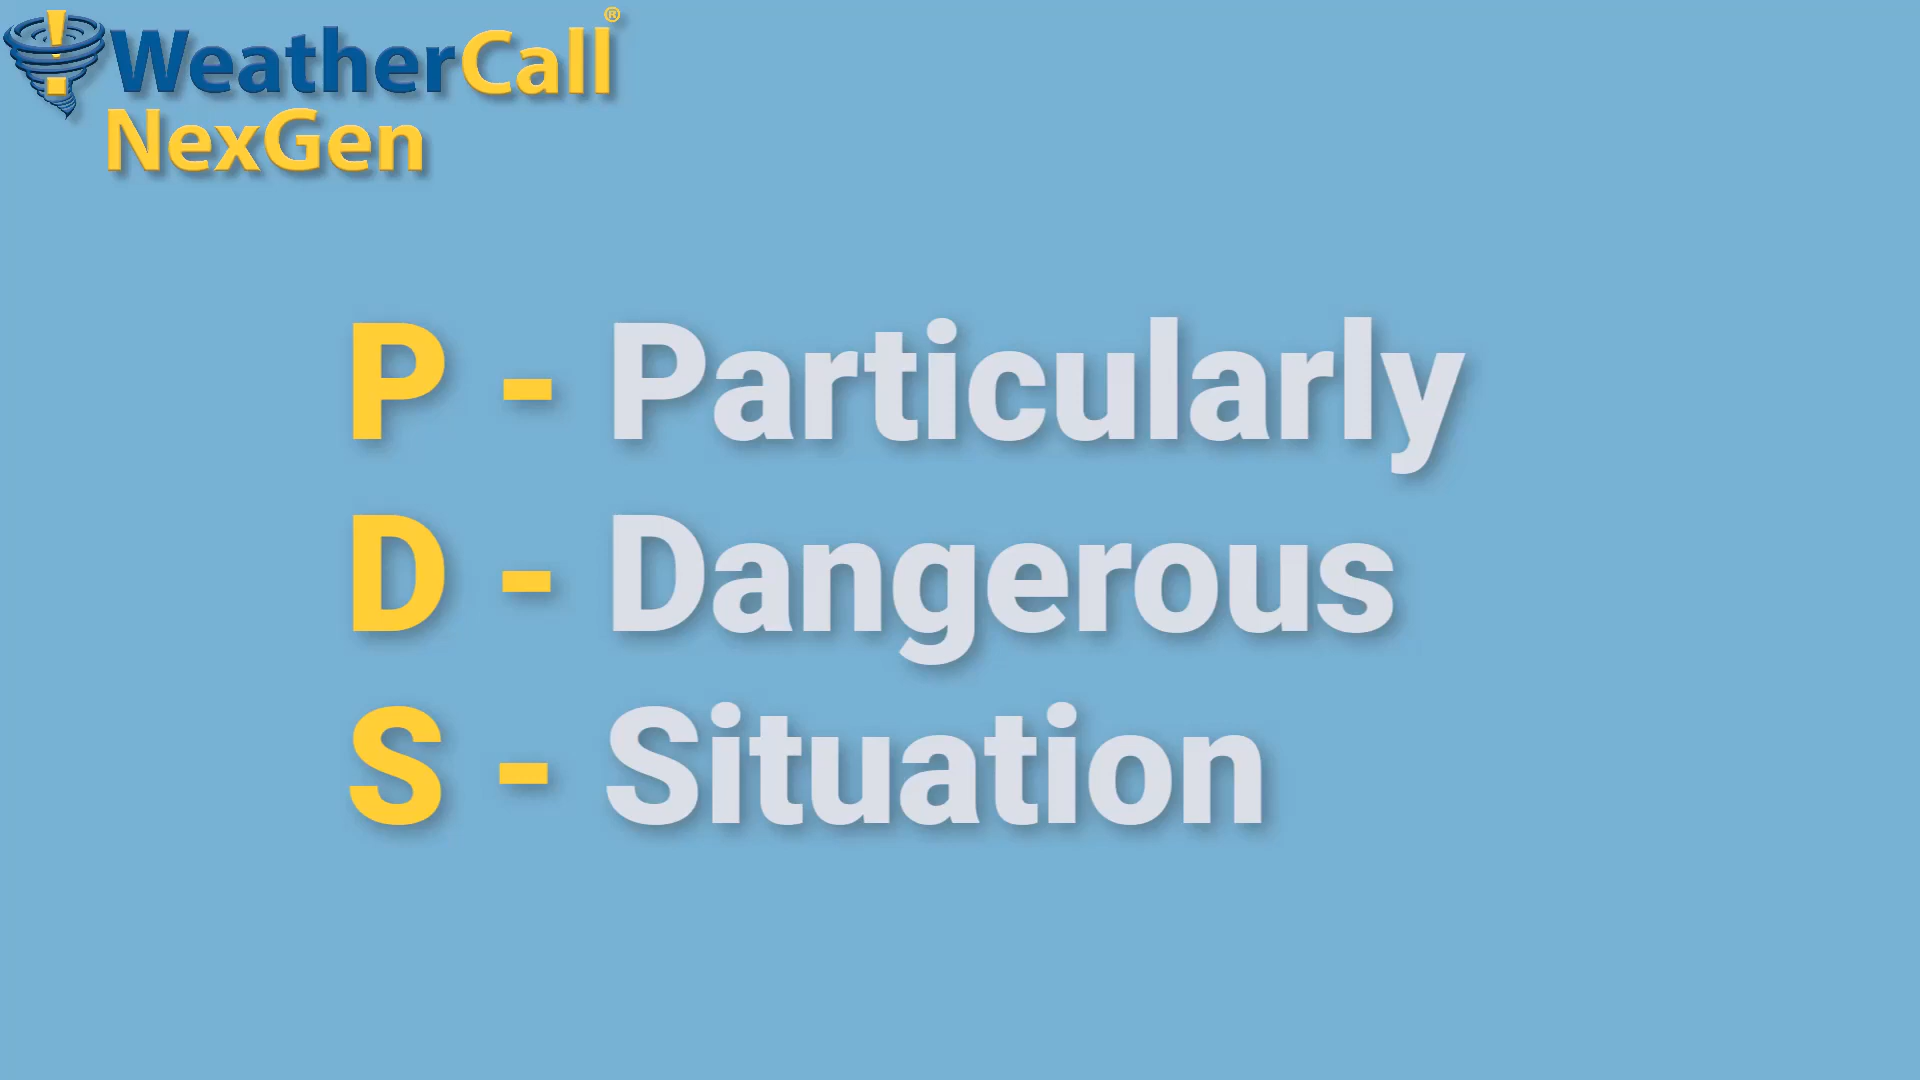 WeatherCall®
NexGen
P - Particularly
D - Dangerous
S - Situation